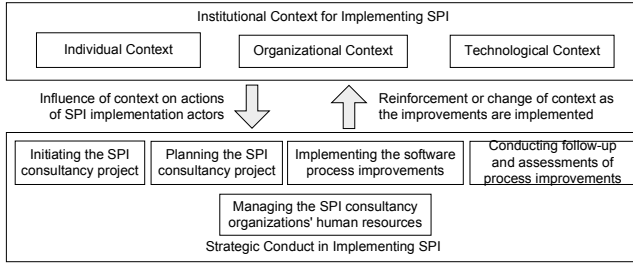 Institutional Context for Implementing SPI
Individual Context
Organizational Context
Technological Context
Influence of context on actions
of SPI implementation actors
Reinforcement or change of context as
the improvements are implemented
Initiating the SPI
consultancy project
Planning the SPI
consultancy project
Implementing the software
process improvements
Conducting follow-up
and assessments of
process improvements
Managing the SPI consultancy
organizations' human resources
Strategic Conduct in Implementing SPI